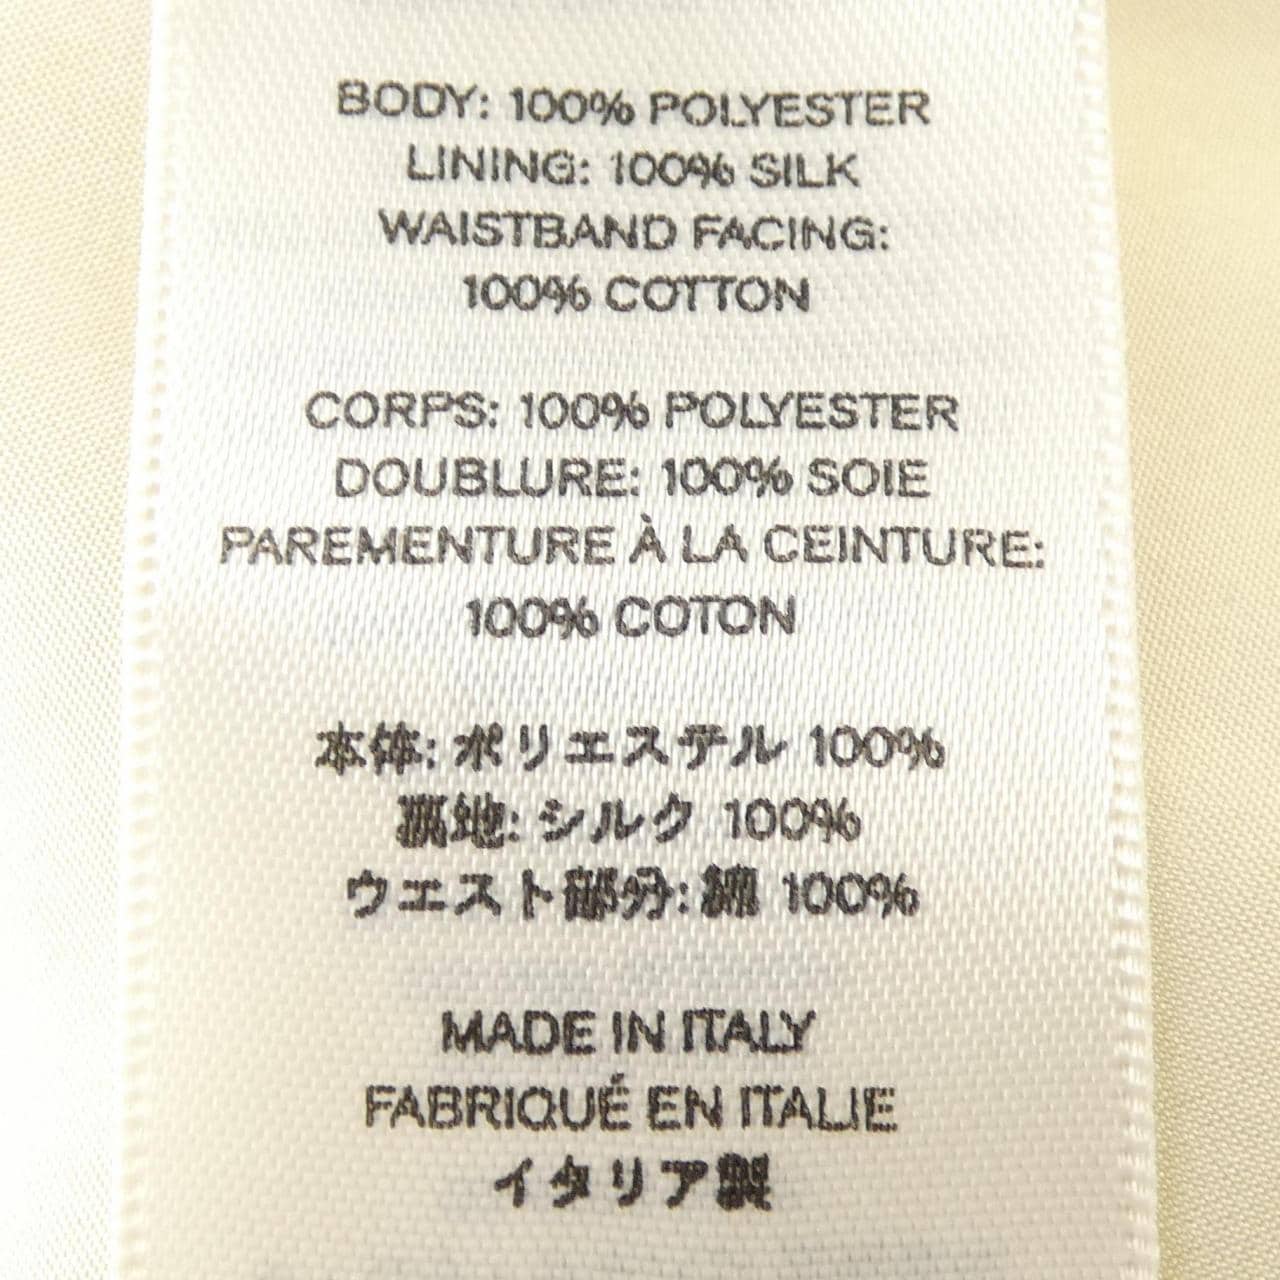 BODY: 100% POLYESTER
LINING: 100% SILK
WAISTBAND FACING:
100% COTTON
CORPS: 100% POLYESTER
DOUBLURE: 100% SOIE
PAREMENTURE À LA CEINTURE:
100% COTON
本体: ポリエステル 100%
裏地: シルク 100%
ウエスト部分: 綿 100%
MADE IN ITALY
FABRIQUÉ EN ITALIE
イタリア製